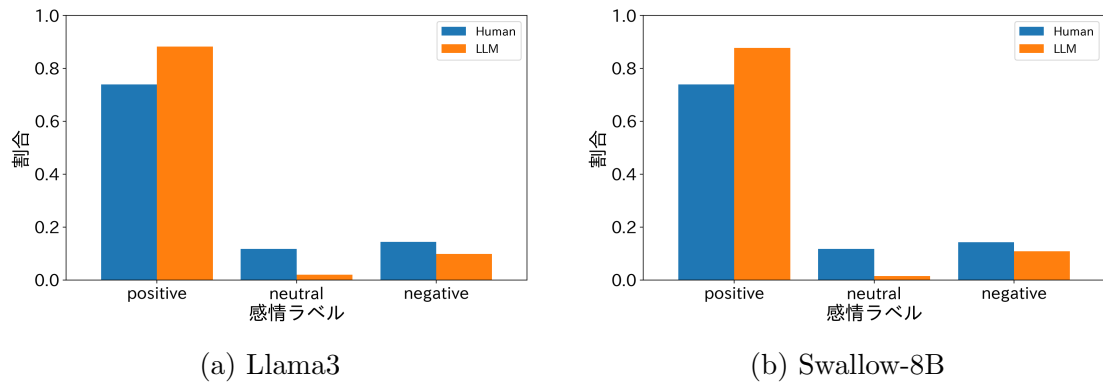 1.0
0.8
0.6
0.4
0.2
0.0
割合
Human
LLM
positive
neutral
negative
感情ラベル
(a) Llama3
1.0
0.8
0.6
0.4
0.2
0.0
割合
Human
LLM
positive
neutral
negative
感情ラベル
(b) Swallow-8B